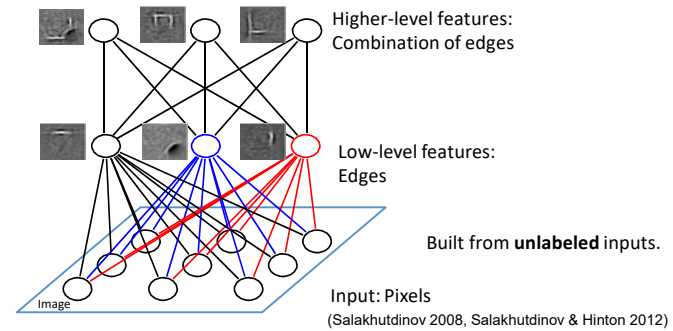 Higher-level features:
Combination of edges
Low-level features:
Edges
Built from unlabeled inputs.
Image
Input: Pixels
(Salakhutdinov 2008, Salakhutdinov & Hinton 2012)